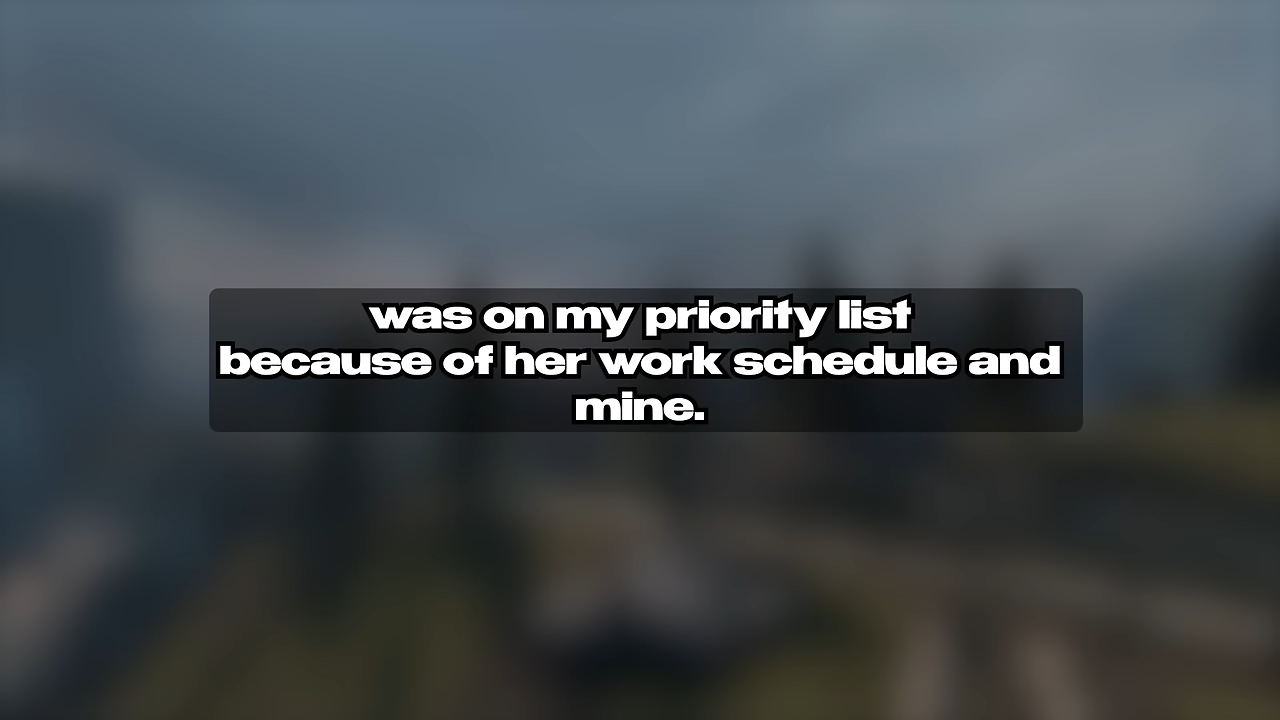 was on my priority list
because of her work schedule and
mine.